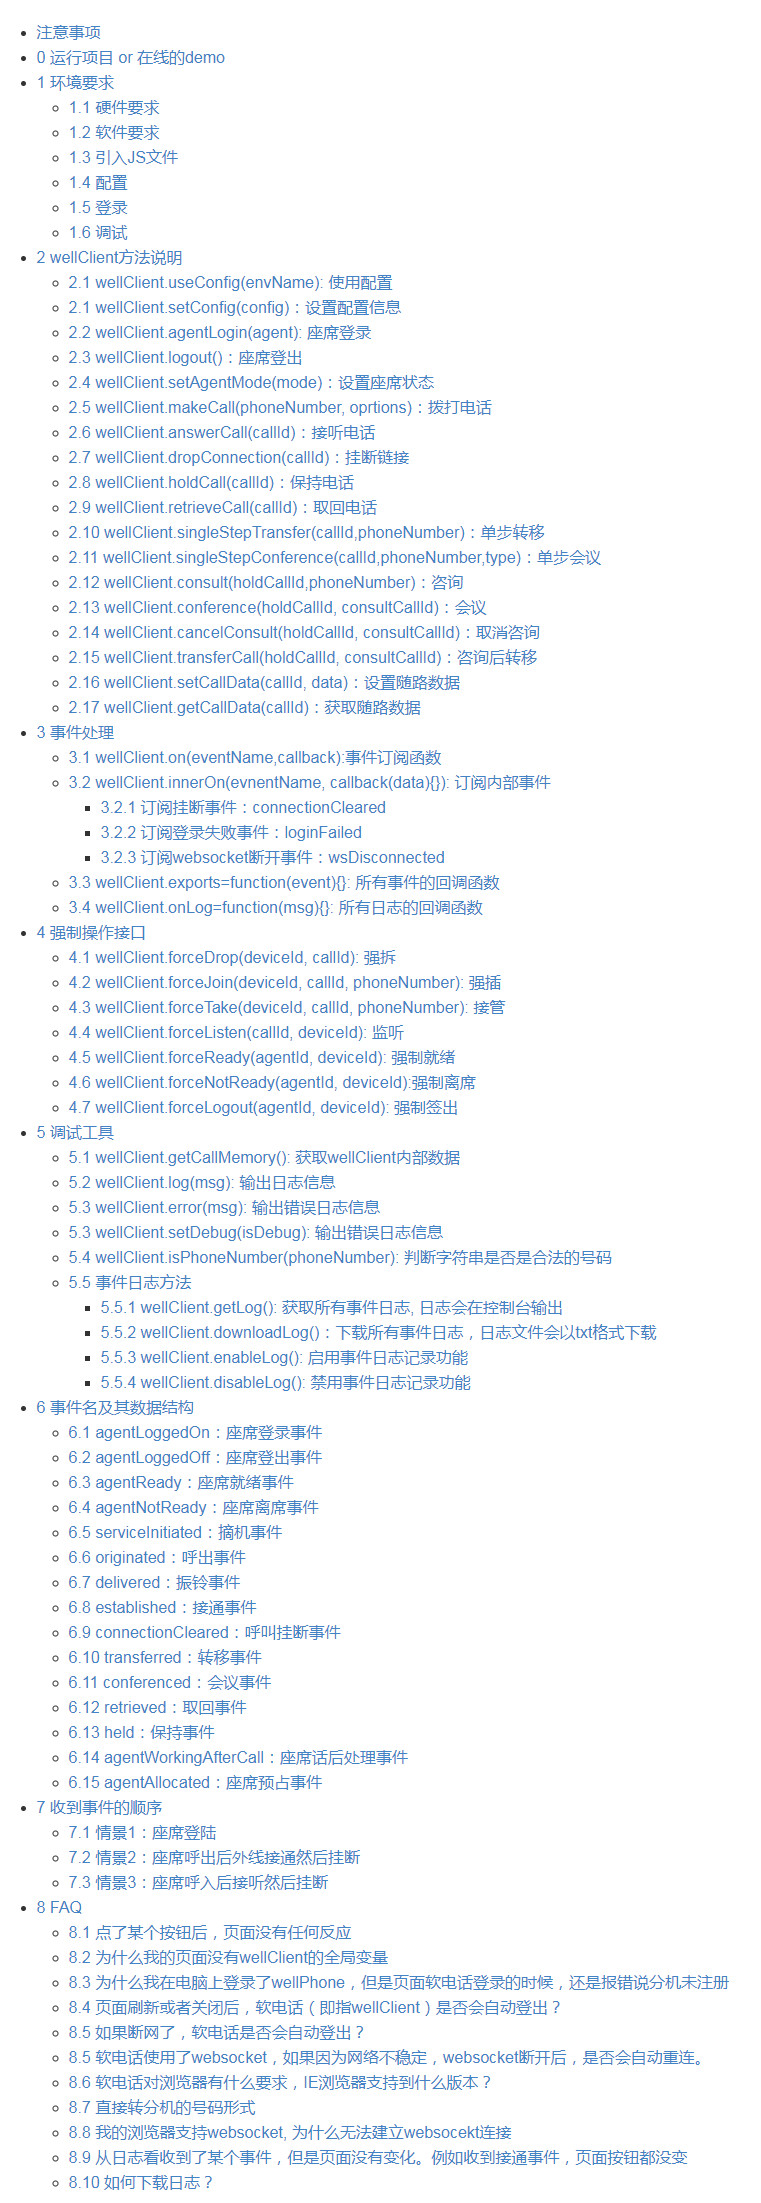 注意事项
0 运行项目 or 在线的demo
1 环境要求
1.1 硬件要求
1.2 软件要求
1.3 引入JS文件
1.4 配置
1.5 登录
1.6 调试
2 wellClient方法说明
2.1 wellClient.useConfig(envName): 使用配置
2.1 wellClient.setConfig(config)：设置配置信息
2.2 wellClient.agentLogin(agent): 座席登录
2.3 wellClient.logout()：座席登出
2.4 wellClient.setAgentMode(mode)：设置座席状态
2.5 wellClient.makeCall(phoneNumber, oprtions)：拨打电话
2.6 wellClient.answerCall(callId)：接听电话
2.7 wellClient.dropConnection(callId)：挂断链接
2.8 wellClient.holdCall(callId)：保持电话
2.9 wellClient.retrieveCall(callId)：取回电话
2.10 wellClient.singleStepTransfer(callId,phoneNumber)：单步转移
2.11 wellClient.singleStepConference(callId,phoneNumber,type)：单步会议
2.12 wellClient.consult(holdCallId,phoneNumber)：咨询
2.13 wellClient.conference(holdCallId, consultCallId)：会议
2.14 wellClient.cancelConsult(holdCallId, consultCallId)：取消咨询
2.15 wellClient.transferCall(holdCallId, consultCallId)：咨询后转移
2.16 wellClient.setCallData(callId, data)：设置随路数据
2.17 wellClient.getCallData(callId)：获取随路数据
3 事件处理
3.1 wellClient.on(eventName,callback):事件订阅函数
3.2 wellClient.innerOn(evnentName, callback(data){}): 订阅内部事件
3.2.1 订阅挂断事件：connectionCleared
3.2.2 订阅登录失败事件：loginFailed
3.2.3 订阅websocket断开事件：wsDisconnected
3.3 wellClient.exports=function(event){}: 所有事件的回调函数
3.4 wellClient.onLog=function(msg){}: 所有日志的回调函数
4 强制操作接口
4.1 wellClient.forceDrop(deviceId, callId): 强拆
4.2 wellClient.forceJoin(deviceId, callId, phoneNumber): 强插
4.3 wellClient.forceTake(deviceId, callId, phoneNumber): 接管
4.4 wellClient.forceListen(callId, deviceId): 监听
4.5 wellClient.forceReady(agentId, deviceId): 强制就绪
4.6 wellClient.forceNotReady(agentId, deviceId):强制离席
4.7 wellClient.forceLogout(agentId, deviceId): 强制签出
5 调试工具
5.1 wellClient.getCallMemory(): 获取wellClient内部数据
5.2 wellClient.log(msg): 输出日志信息
5.3 wellClient.error(msg): 输出错误日志信息
5.3 wellClient.setDebug(isDebug): 输出错误日志信息
5.4 wellClient.isPhoneNumber(phoneNumber): 判断字符串是否是合法的号码
5.5 事件日志方法
5.5.1 wellClient.getLog(): 获取所有事件日志, 日志会在控制台输出
5.5.2 wellClient.downloadLog()：下载所有事件日志，日志文件会以txt格式下载
5.5.3 wellClient.enableLog(): 启用事件日志记录功能
5.5.4 wellClient.disableLog(): 禁用事件日志记录功能
6 事件名及其数据结构
6.1 agentLoggedOn：座席登录事件
6.2 agentLoggedOff：座席登出事件
6.3 agentReady：座席就绪事件
6.4 agentNotReady：座席离席事件
6.5 serviceInitiated：摘机事件
6.6 originated：呼出事件
6.7 delivered：振铃事件
6.8 established：接通事件
6.9 connectionCleared：呼叫挂断事件
6.10 transferred：转移事件
6.11 conferenced：会议事件
6.12 retrieved：取回事件
6.13 held：保持事件
6.14 agentWorkingAfterCall：座席话后处理事件
6.15 agentAllocated：座席预占事件
7 收到事件的顺序
7.1 情景1：座席登陆
7.2 情景2：座席呼出后外线接通然后挂断
7.3 情景3：座席呼入后接听然后挂断
8 FAQ
8.1 点了某个按钮后，页面没有任何反应
8.2 为什么我的页面没有wellClient的全局变量
8.3 为什么我在电脑上登录了wellPhone，但是页面软电话登录的时候，还是报错说分机未注册
8.4 页面刷新或者关闭后，软电话（即指wellClient）是否会自动登出？
8.5 如果断网了，软电话是否会自动登出？
8.5 软电话使用了websocket，如果因为网络不稳定，websocket断开后，是否会自动重连。
8.6 软电话对浏览器有什么要求，IE浏览器支持到什么版本？
8.7 直接转分机的号码形式
8.8 我的浏览器支持websocket, 为什么无法建立websocekt连接
8.9 从日志看收到了某个事件，但是页面没有变化。例如收到接通事件，页面按钮都没变
8.10 如何下载日志？